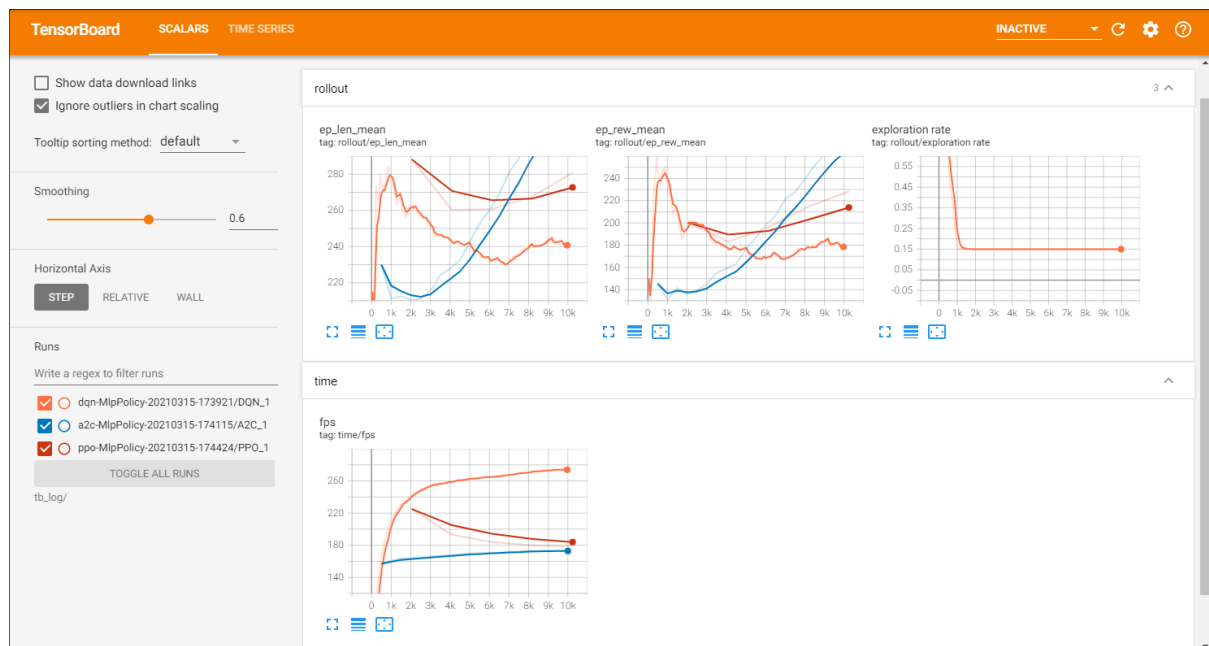 TensorBoard SCALARS TIME SERIES INACTIVE
Show data download links
Ignore outliers in chart scaling
Tooltip sorting method: default
Smoothing
0.6
Horizontal Axis
STEP RELATIVE WALL
Runs
Write a regex to filter runs
dqn-MlpPolicy-20210315-173921/DQN_1
a2c-MlpPolicy-20210315-174115/A2C_1
ppo-MlpPolicy-20210315-174424/PPO_1
TOGGLE ALL RUNS
tb_log/
rollout 3
ep_len_mean
tag: rollout/ep_len_mean
280
260
240
220
0 1k 2k 3k 4k 5k 6k 7k 8k 9k 10k
ep_rew_mean
tag: rollout/ep_rew_mean
240
220
200
180
160
140
0 1k 2k 3k 4k 5k 6k 7k 8k 9k 10k
exploration rate
tag: rollout/exploration rate
0.55
0.45
0.35
0.25
0.15
0.05
-0.05
0 1k 2k 3k 4k 5k 6k 7k 8k 9k 10k
time
fps
tag: time/fps
260
220
180
140
0 1k 2k 3k 4k 5k 6k 7k 8k 9k 10k